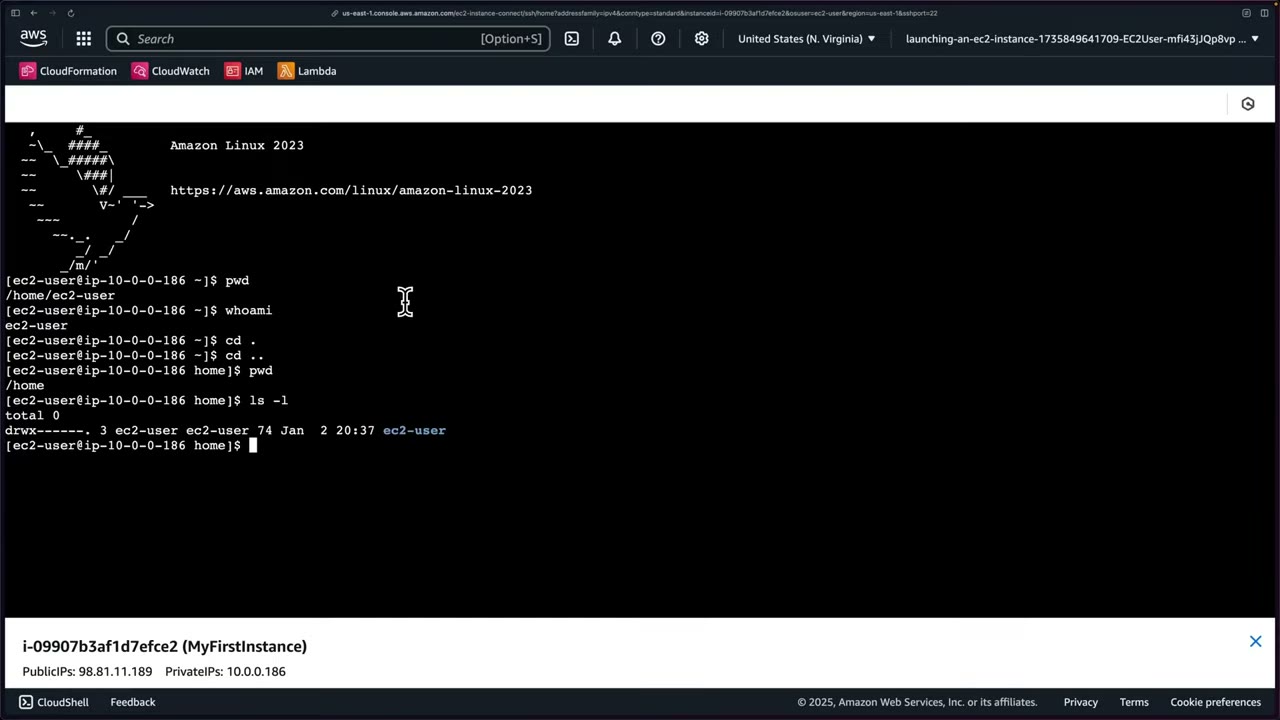 us-east-1.console.aws.amazon.com/ec2-instance-connect/ssh/home?addressfamily=ipv4&conntype=standard&instanceid=i-09907b3af1d7efce2&osuser=ec2-user&region=us-east-1&sshport=22
aws Search [Option+S] United States (N. Virginia) launching-an-ec2-instance-1735849641709-EC2User-mfi43jJQp8vp ...
CloudFormation CloudWatch IAM Lambda
   ,     #_
   ~\_  ####_        Amazon Linux 2023
  ~~  \_#####\
  ~~     \###|
  ~~       \#/ ___   https://aws.amazon.com/linux/amazon-linux-2023
   ~~       V~' '->
    ~~~         /
      ~~._.   _/
         _/ _/
       _/m/'
[ec2-user@ip-10-0-0-186 ~]$ pwd
/home/ec2-user
[ec2-user@ip-10-0-0-186 ~]$ whoami
ec2-user
[ec2-user@ip-10-0-0-186 ~]$ cd .
[ec2-user@ip-10-0-0-186 ~]$ cd ..
[ec2-user@ip-10-0-0-186 home]$ pwd
/home
[ec2-user@ip-10-0-0-186 home]$ ls -l
total 0
drwx------. 3 ec2-user ec2-user 74 Jan  2 20:37 ec2-user
[ec2-user@ip-10-0-0-186 home]$
i-09907b3af1d7efce2 (MyFirstInstance)
PublicIPs: 98.81.11.189 PrivateIPs: 10.0.0.186
CloudShell Feedback © 2025, Amazon Web Services, Inc. or its affiliates. Privacy Terms Cookie preferences